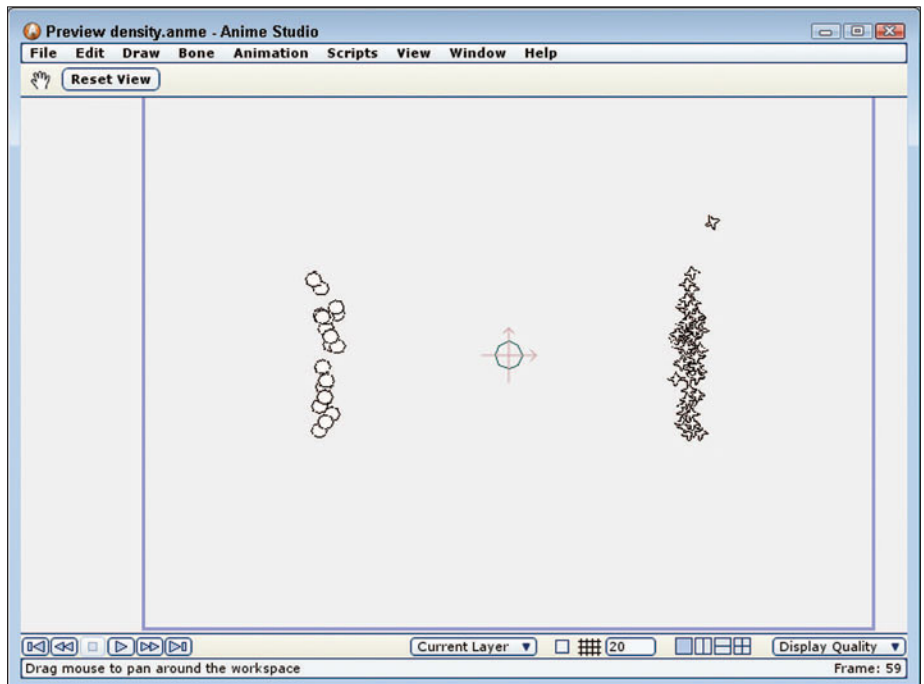 Preview density.anme - Anime Studio
File Edit Draw Bone Animation Scripts View Window Help
Reset View
Current Layer 20 Display Quality
Drag mouse to pan around the workspace Frame: 59